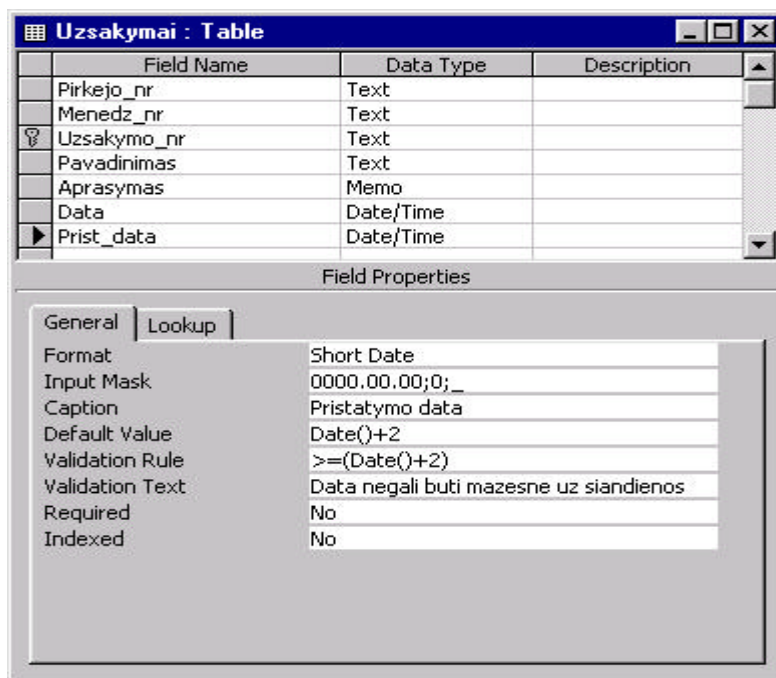 Uzsakymai : Table
Field Name Data Type Description
Pirkejo_nr Text
Menedz_nr Text
Uzsakymo_nr Text
Pavadinimas Text
Aprasymas Memo
Data Date/Time
Prist_data Date/Time
Field Properties
General Lookup
Format Short Date
Input Mask 0000.00.00;0;_
Caption Pristatymo data
Default Value Date()+2
Validation Rule >=(Date()+2)
Validation Text Data negali buti mazesne uz siandienos
Required No
Indexed No